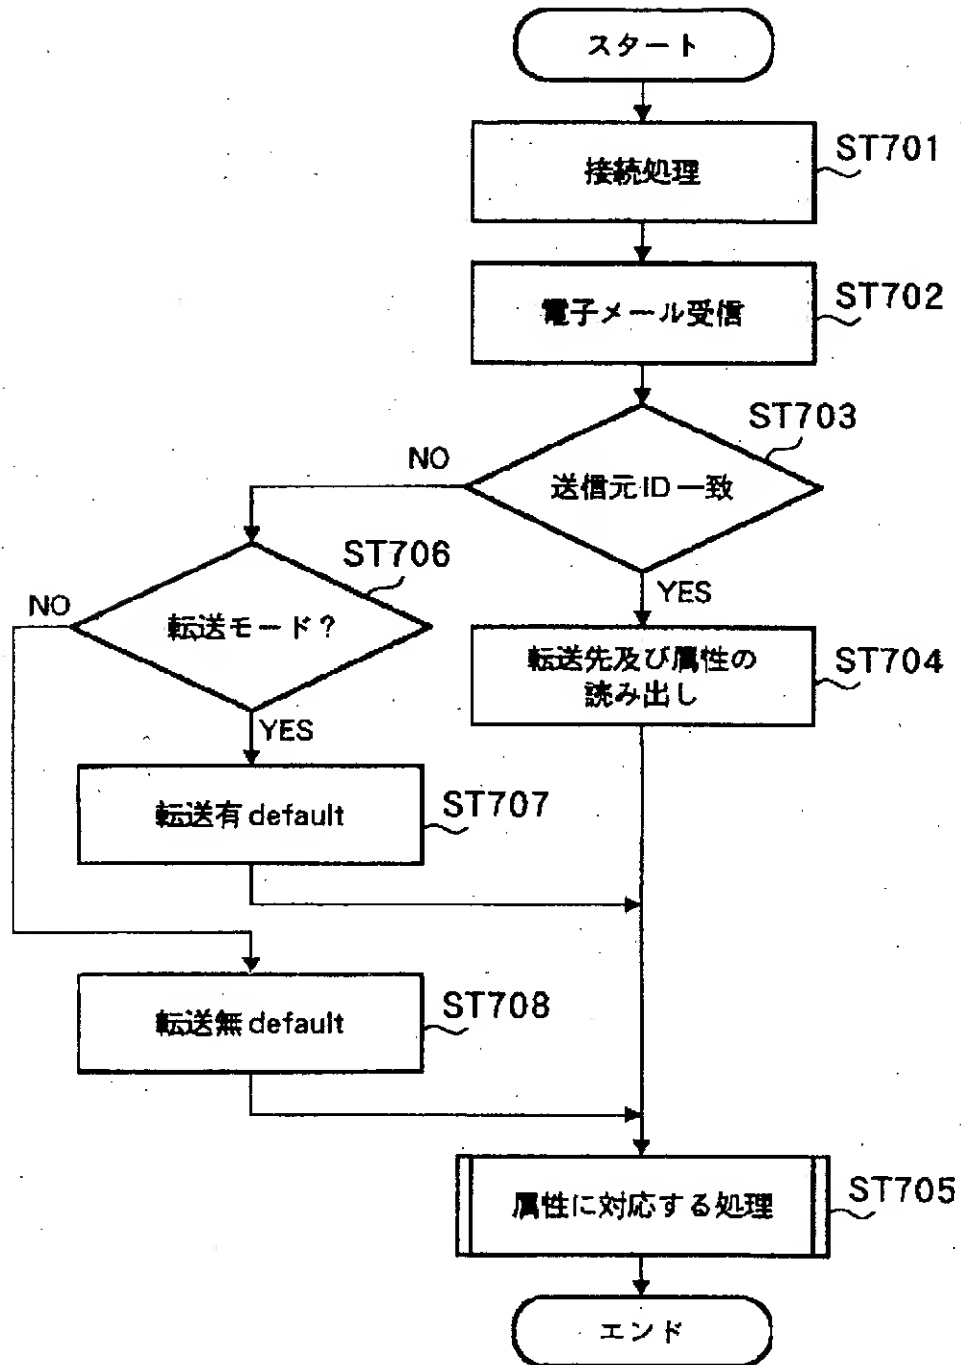 スタート
接続処理
ST701
電子メール受信
ST702
ST703
送信元ID一致
NO
YES
ST706
転送モード？
NO
YES
転送先及び属性の
読み出し
ST704
転送有default
ST707
転送無default
ST708
属性に対応する処理
ST705
エンド